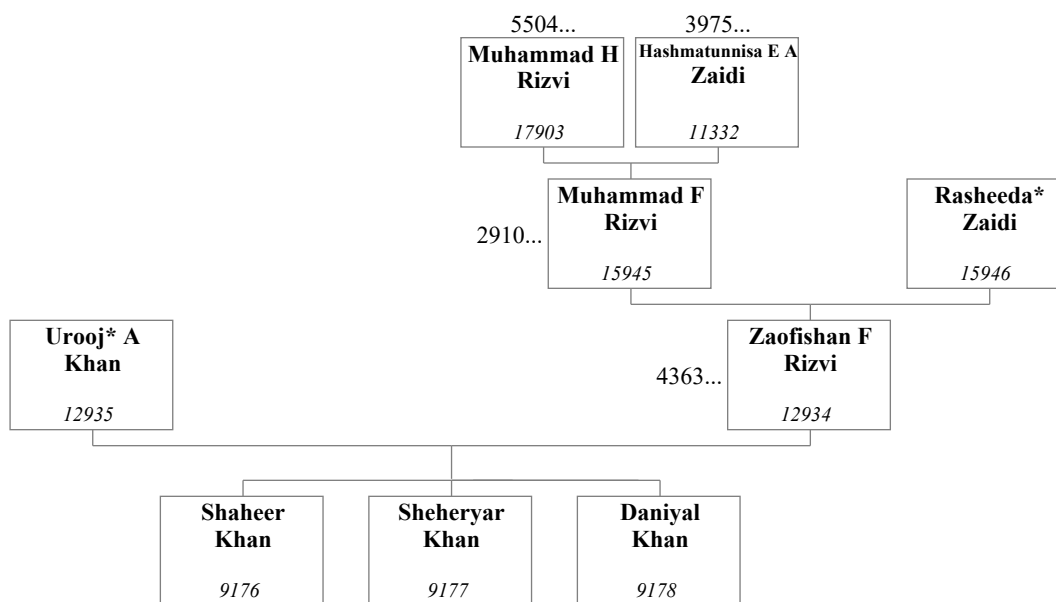 5504...
3975...
Muhammad H
Rizvi
17903
Hashmatunnisa E A
Zaidi
11332
2910...
Muhammad F
Rizvi
15945
Rasheeda*
Zaidi
15946
Urooj* A
Khan
12935
4363...
Zaofishan F
Rizvi
12934
Shaheer
Khan
9176
Sheheryar
Khan
9177
Daniyal
Khan
9178